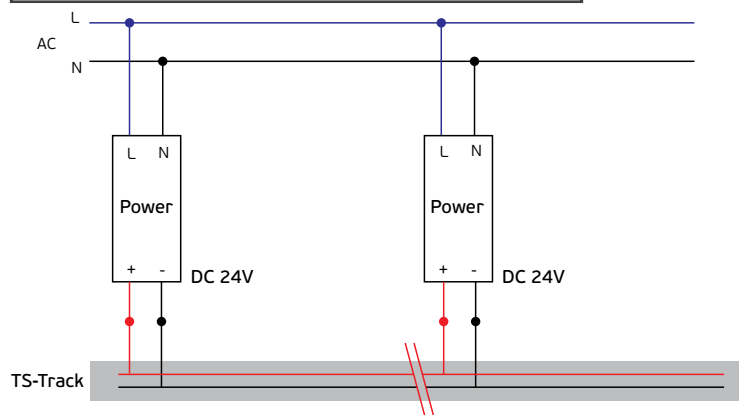 L
AC
N
L N
L N
Power
Power
+ -
DC 24V
+ -
DC 24V
TS-Track